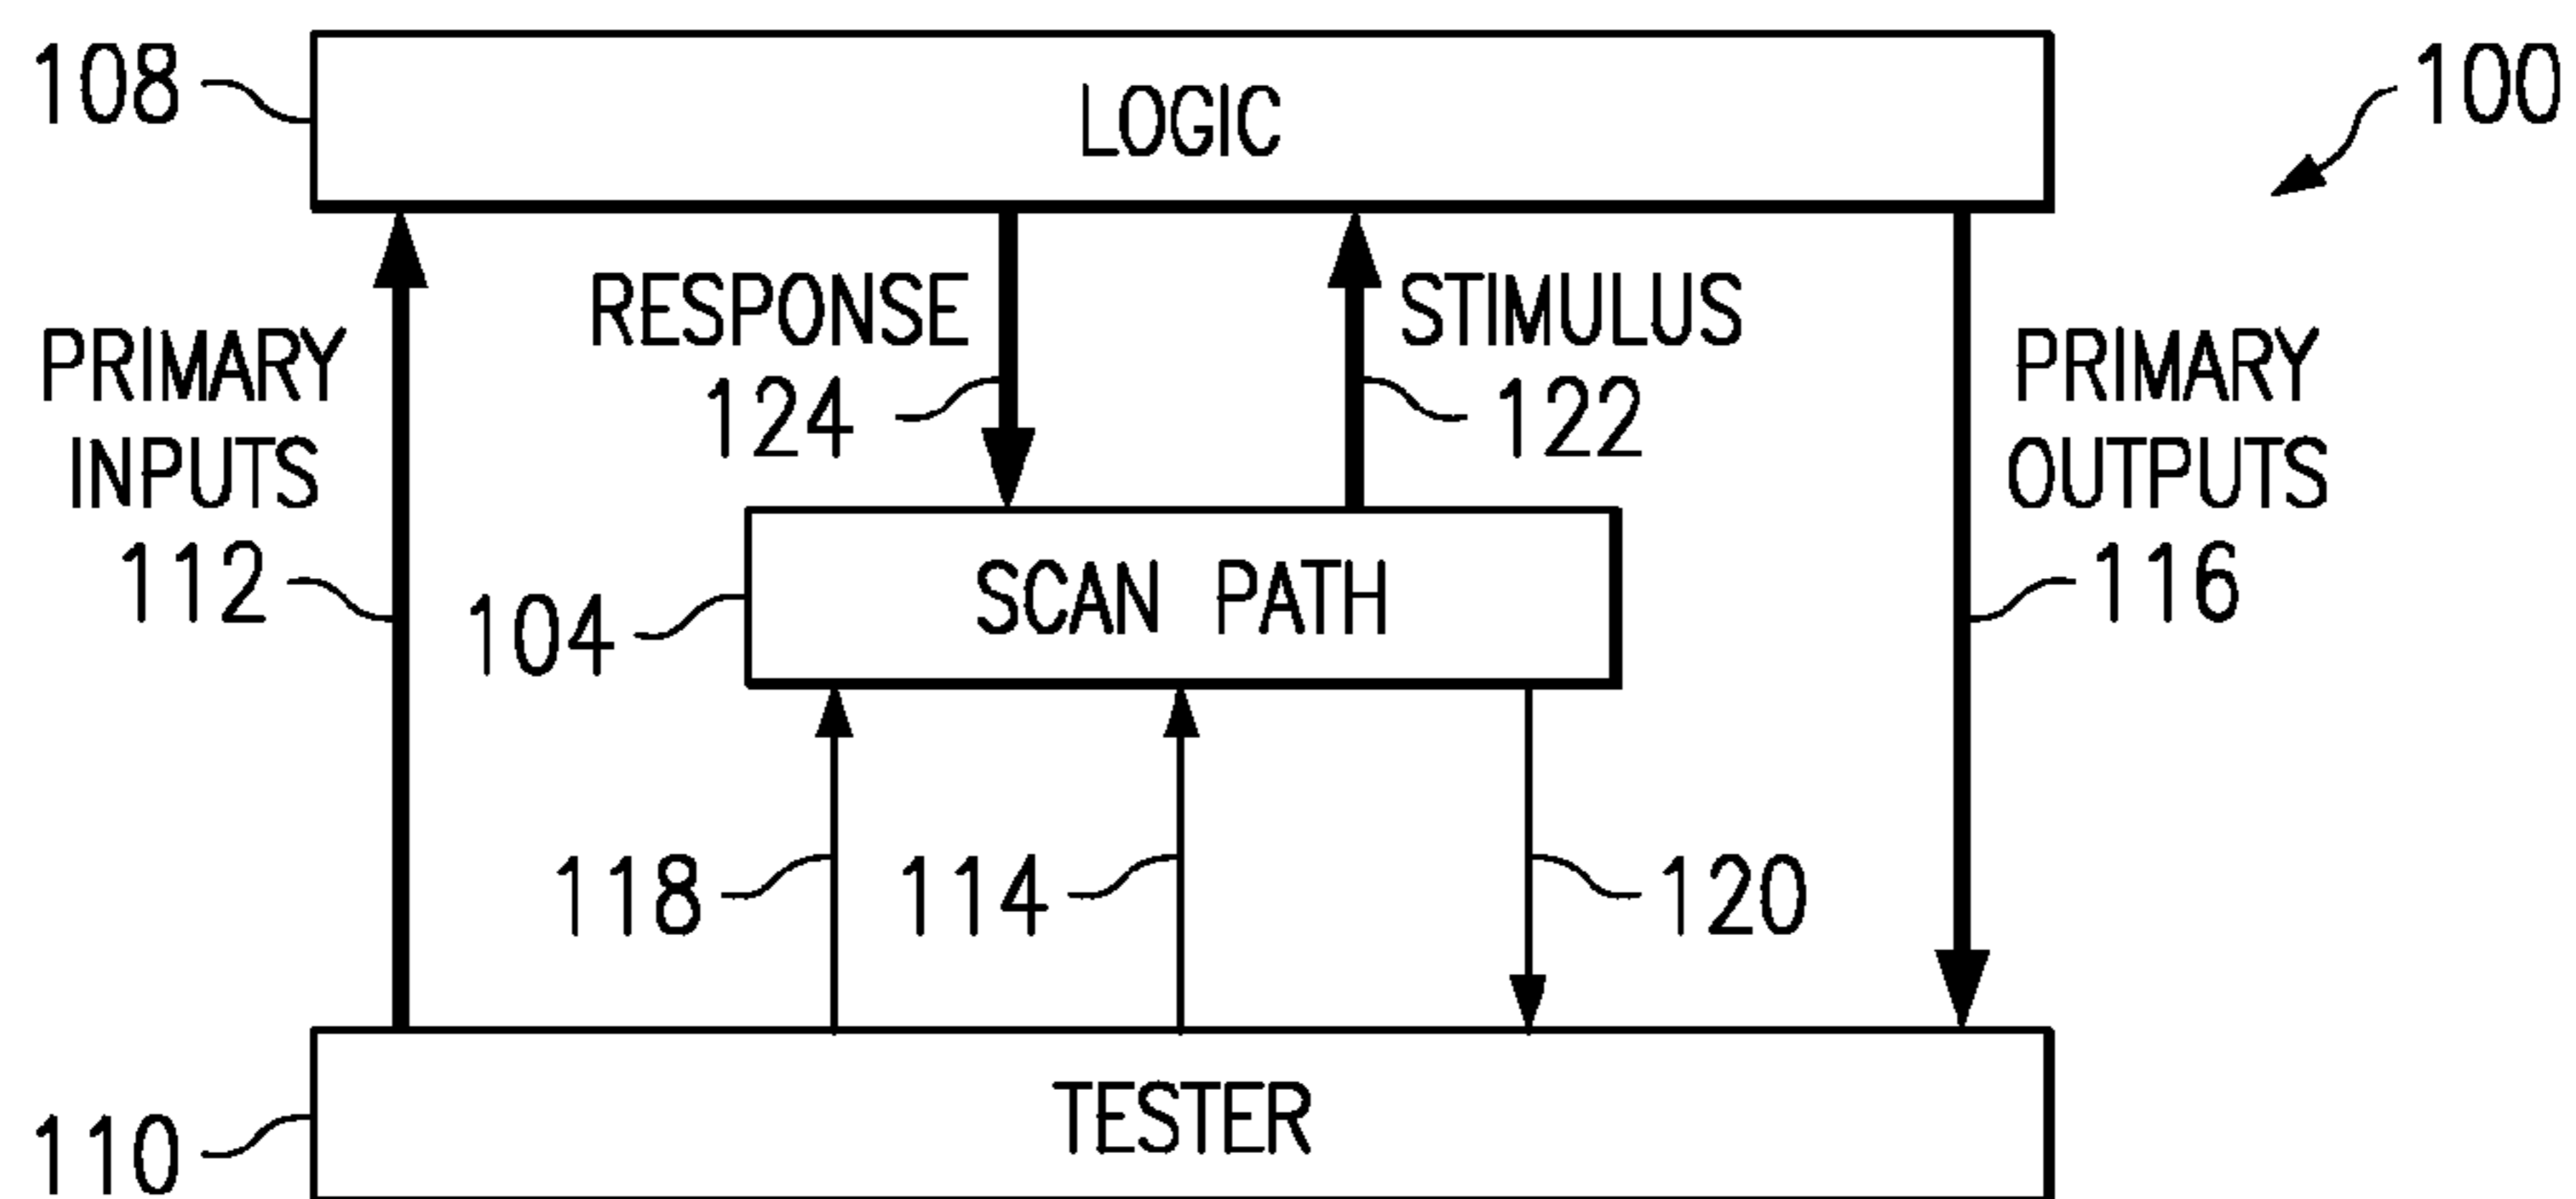 108
LOGIC
100
PRIMARY
INPUTS
112
RESPONSE
124
STIMULUS
122
PRIMARY
OUTPUTS
116
104
SCAN PATH
118
114
120
110
TESTER